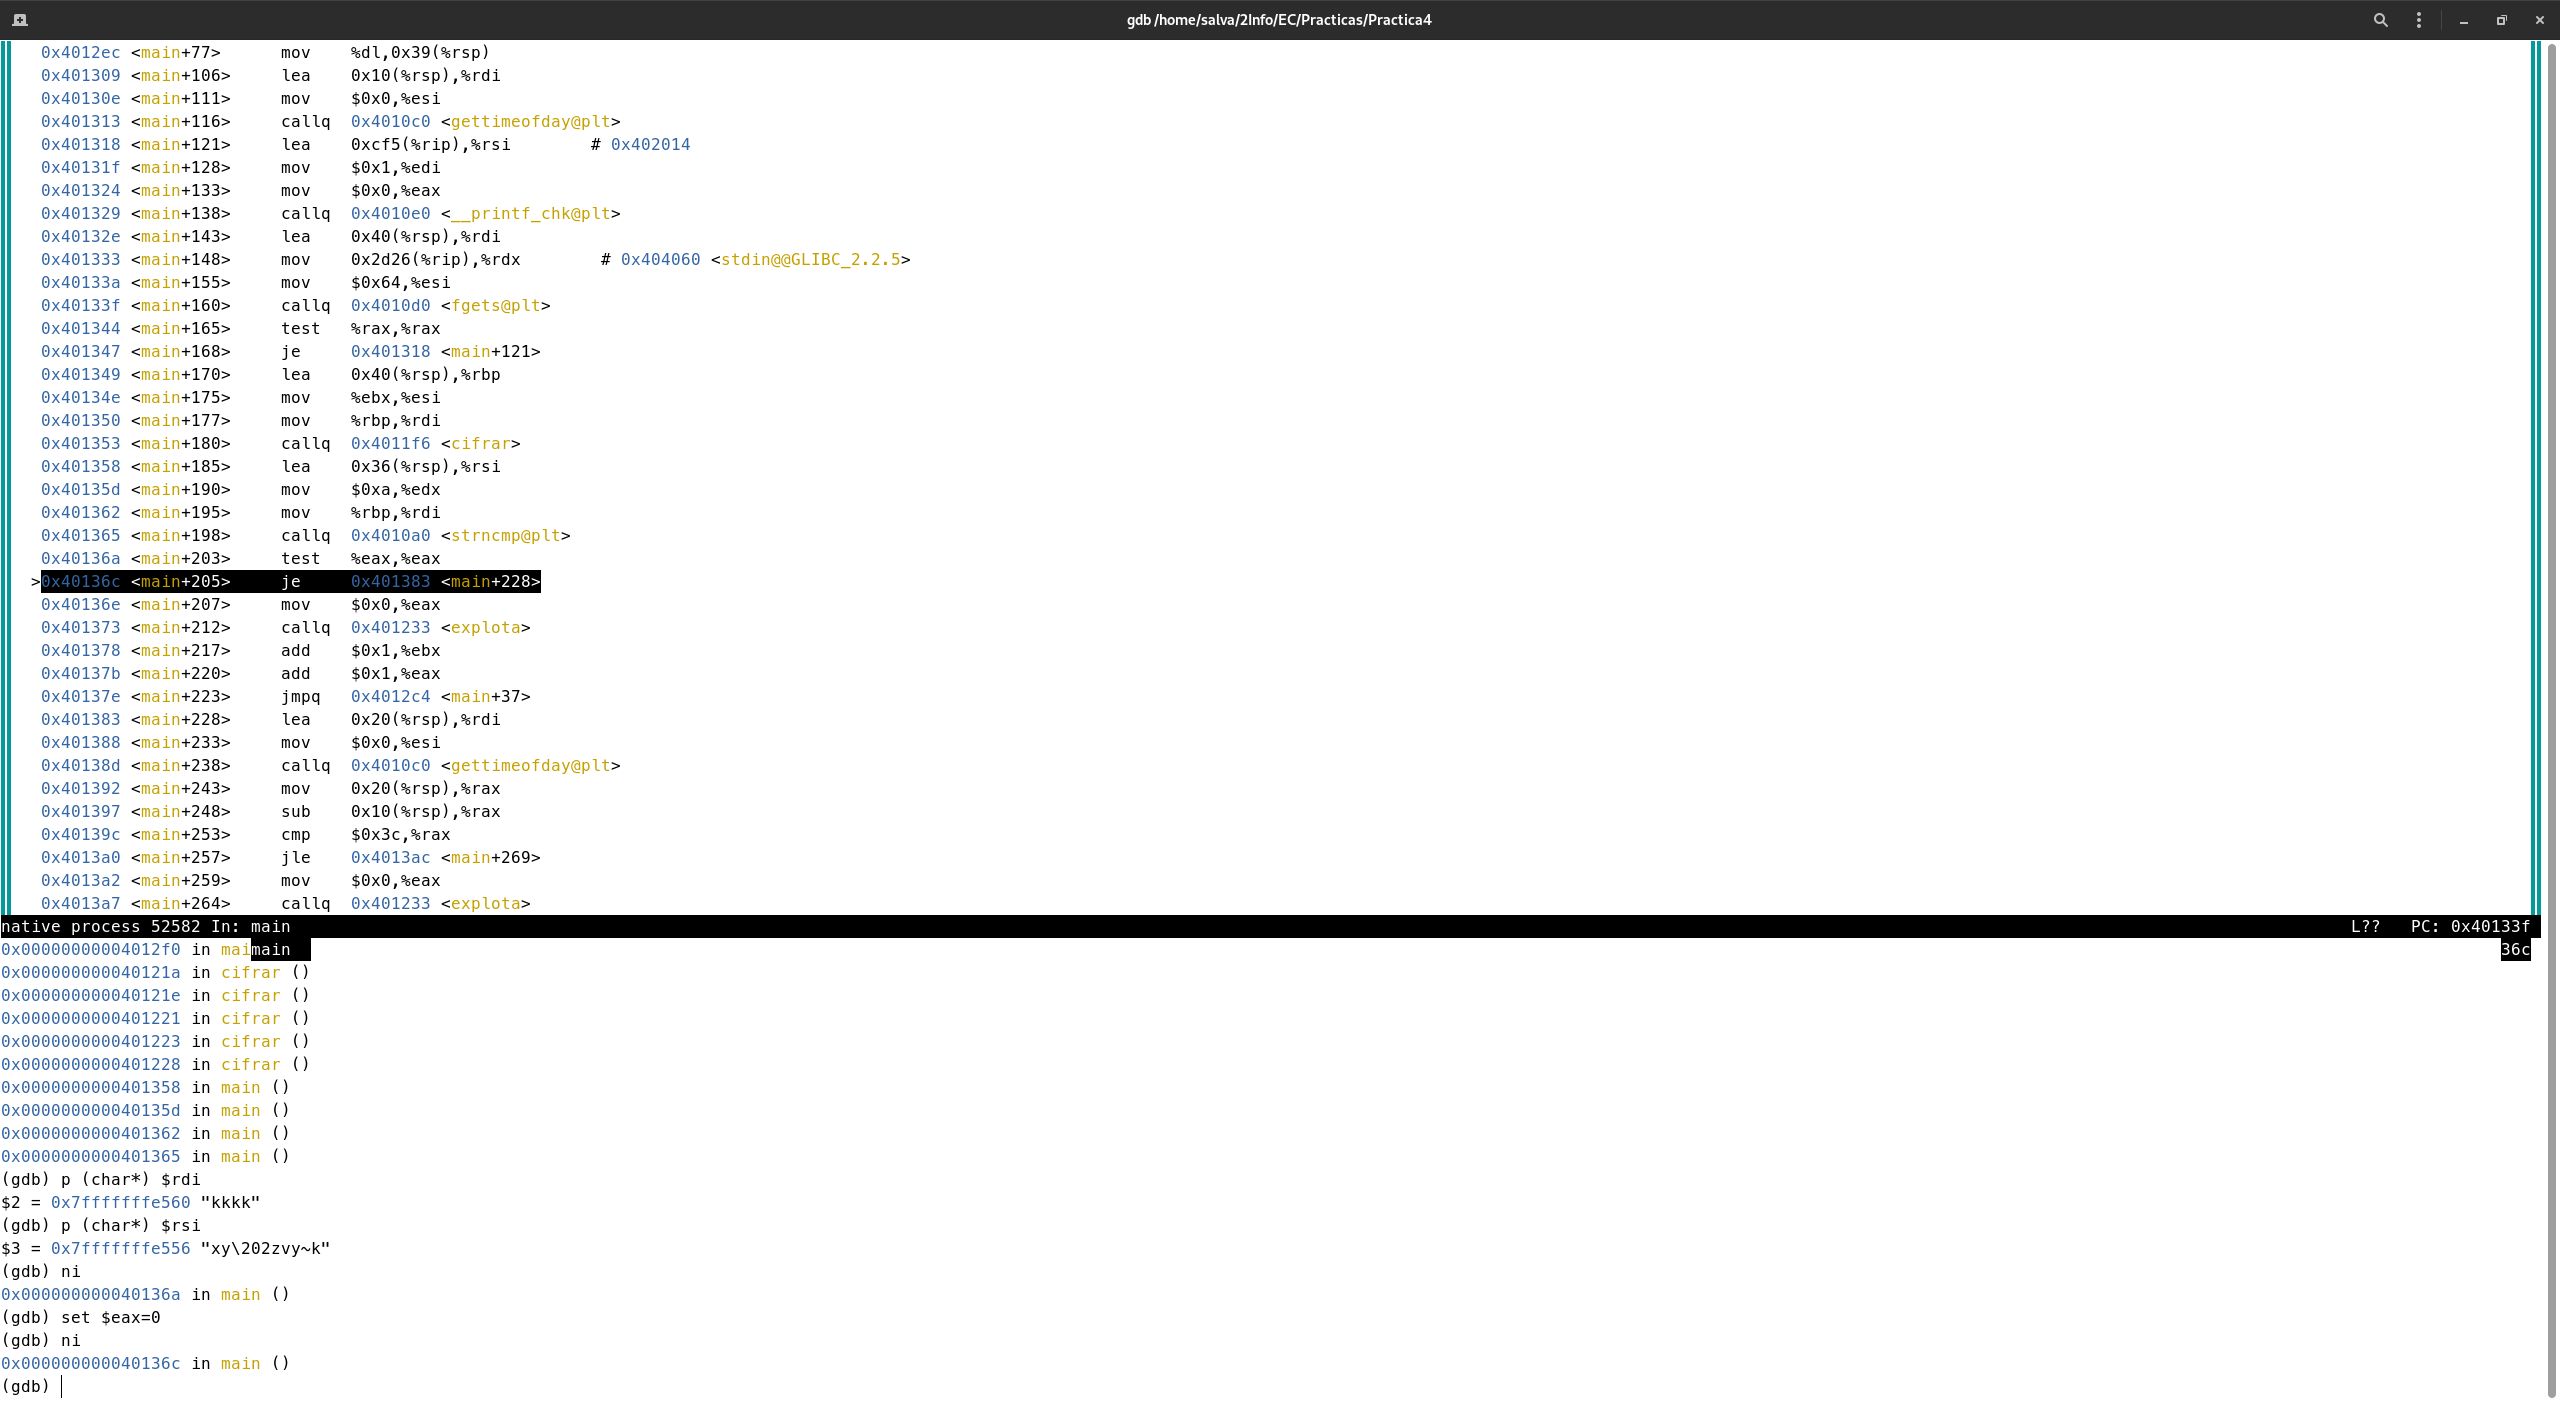 gdb /home/salva/2Info/EC/Practicas/Practica4
0x4012ec <main+77>      mov    %dl,0x39(%rsp)
0x401309 <main+106>     lea    0x10(%rsp),%rdi
0x40130e <main+111>     mov    $0x0,%esi
0x401313 <main+116>     callq  0x4010c0 <gettimeofday@plt>
0x401318 <main+121>     lea    0xcf5(%rip),%rsi        # 0x402014
0x40131f <main+128>     mov    $0x1,%edi
0x401324 <main+133>     mov    $0x0,%eax
0x401329 <main+138>     callq  0x4010e0 <__printf_chk@plt>
0x40132e <main+143>     lea    0x40(%rsp),%rdi
0x401333 <main+148>     mov    0x2d26(%rip),%rdx        # 0x404060 <stdin@@GLIBC_2.2.5>
0x40133a <main+155>     mov    $0x64,%esi
0x40133f <main+160>     callq  0x4010d0 <fgets@plt>
0x401344 <main+165>     test   %rax,%rax
0x401347 <main+168>     je     0x401318 <main+121>
0x401349 <main+170>     lea    0x40(%rsp),%rbp
0x40134e <main+175>     mov    %ebx,%esi
0x401350 <main+177>     mov    %rbp,%rdi
0x401353 <main+180>     callq  0x4011f6 <cifrar>
0x401358 <main+185>     lea    0x36(%rsp),%rsi
0x40135d <main+190>     mov    $0xa,%edx
0x401362 <main+195>     mov    %rbp,%rdi
0x401365 <main+198>     callq  0x4010a0 <strncmp@plt>
0x40136a <main+203>     test   %eax,%eax
>0x40136c <main+205>     je     0x401383 <main+228>
0x40136e <main+207>     mov    $0x0,%eax
0x401373 <main+212>     callq  0x401233 <explota>
0x401378 <main+217>     add    $0x1,%ebx
0x40137b <main+220>     add    $0x1,%eax
0x40137e <main+223>     jmpq   0x4012c4 <main+37>
0x401383 <main+228>     lea    0x20(%rsp),%rdi
0x401388 <main+233>     mov    $0x0,%esi
0x40138d <main+238>     callq  0x4010c0 <gettimeofday@plt>
0x401392 <main+243>     mov    0x20(%rsp),%rax
0x401397 <main+248>     sub    0x10(%rsp),%rax
0x40139c <main+253>     cmp    $0x3c,%rax
0x4013a0 <main+257>     jle    0x4013ac <main+269>
0x4013a2 <main+259>     mov    $0x0,%eax
0x4013a7 <main+264>     callq  0x401233 <explota>
native process 52582 In: main    L??   PC: 0x40133f
0x00000000004012f0 in maimain    36c
0x000000000040121a in cifrar ()
0x000000000040121e in cifrar ()
0x0000000000401221 in cifrar ()
0x0000000000401223 in cifrar ()
0x0000000000401228 in cifrar ()
0x0000000000401358 in main ()
0x000000000040135d in main ()
0x0000000000401362 in main ()
0x0000000000401365 in main ()
(gdb) p (char*) $rdi
$2 = 0x7fffffffe560 "kkkk"
(gdb) p (char*) $rsi
$3 = 0x7fffffffe556 "xy\202zvy~k"
(gdb) ni
0x000000000040136a in main ()
(gdb) set $eax=0
(gdb) ni
0x000000000040136c in main ()
(gdb)